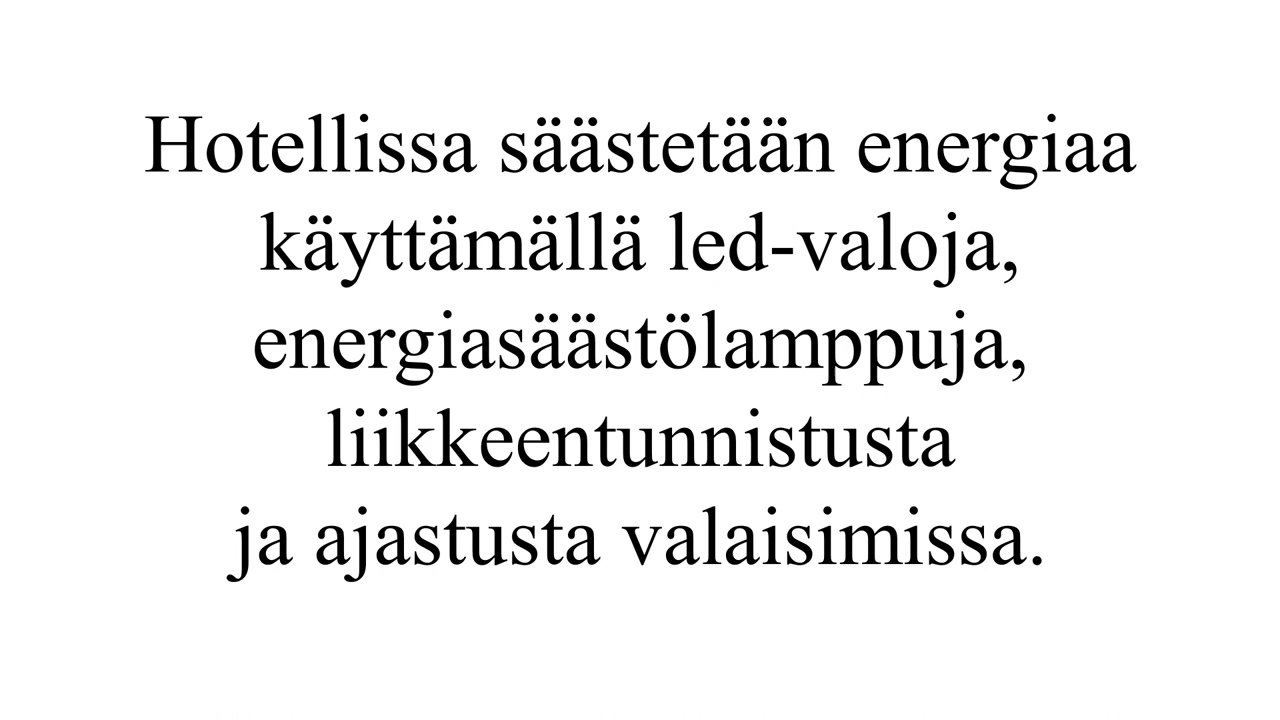 Hotellissa säästetään energiaa
käyttämällä led-valoja,
energiasäästölamppuja,
liikkeentunnistusta
ja ajastusta valaisimissa.